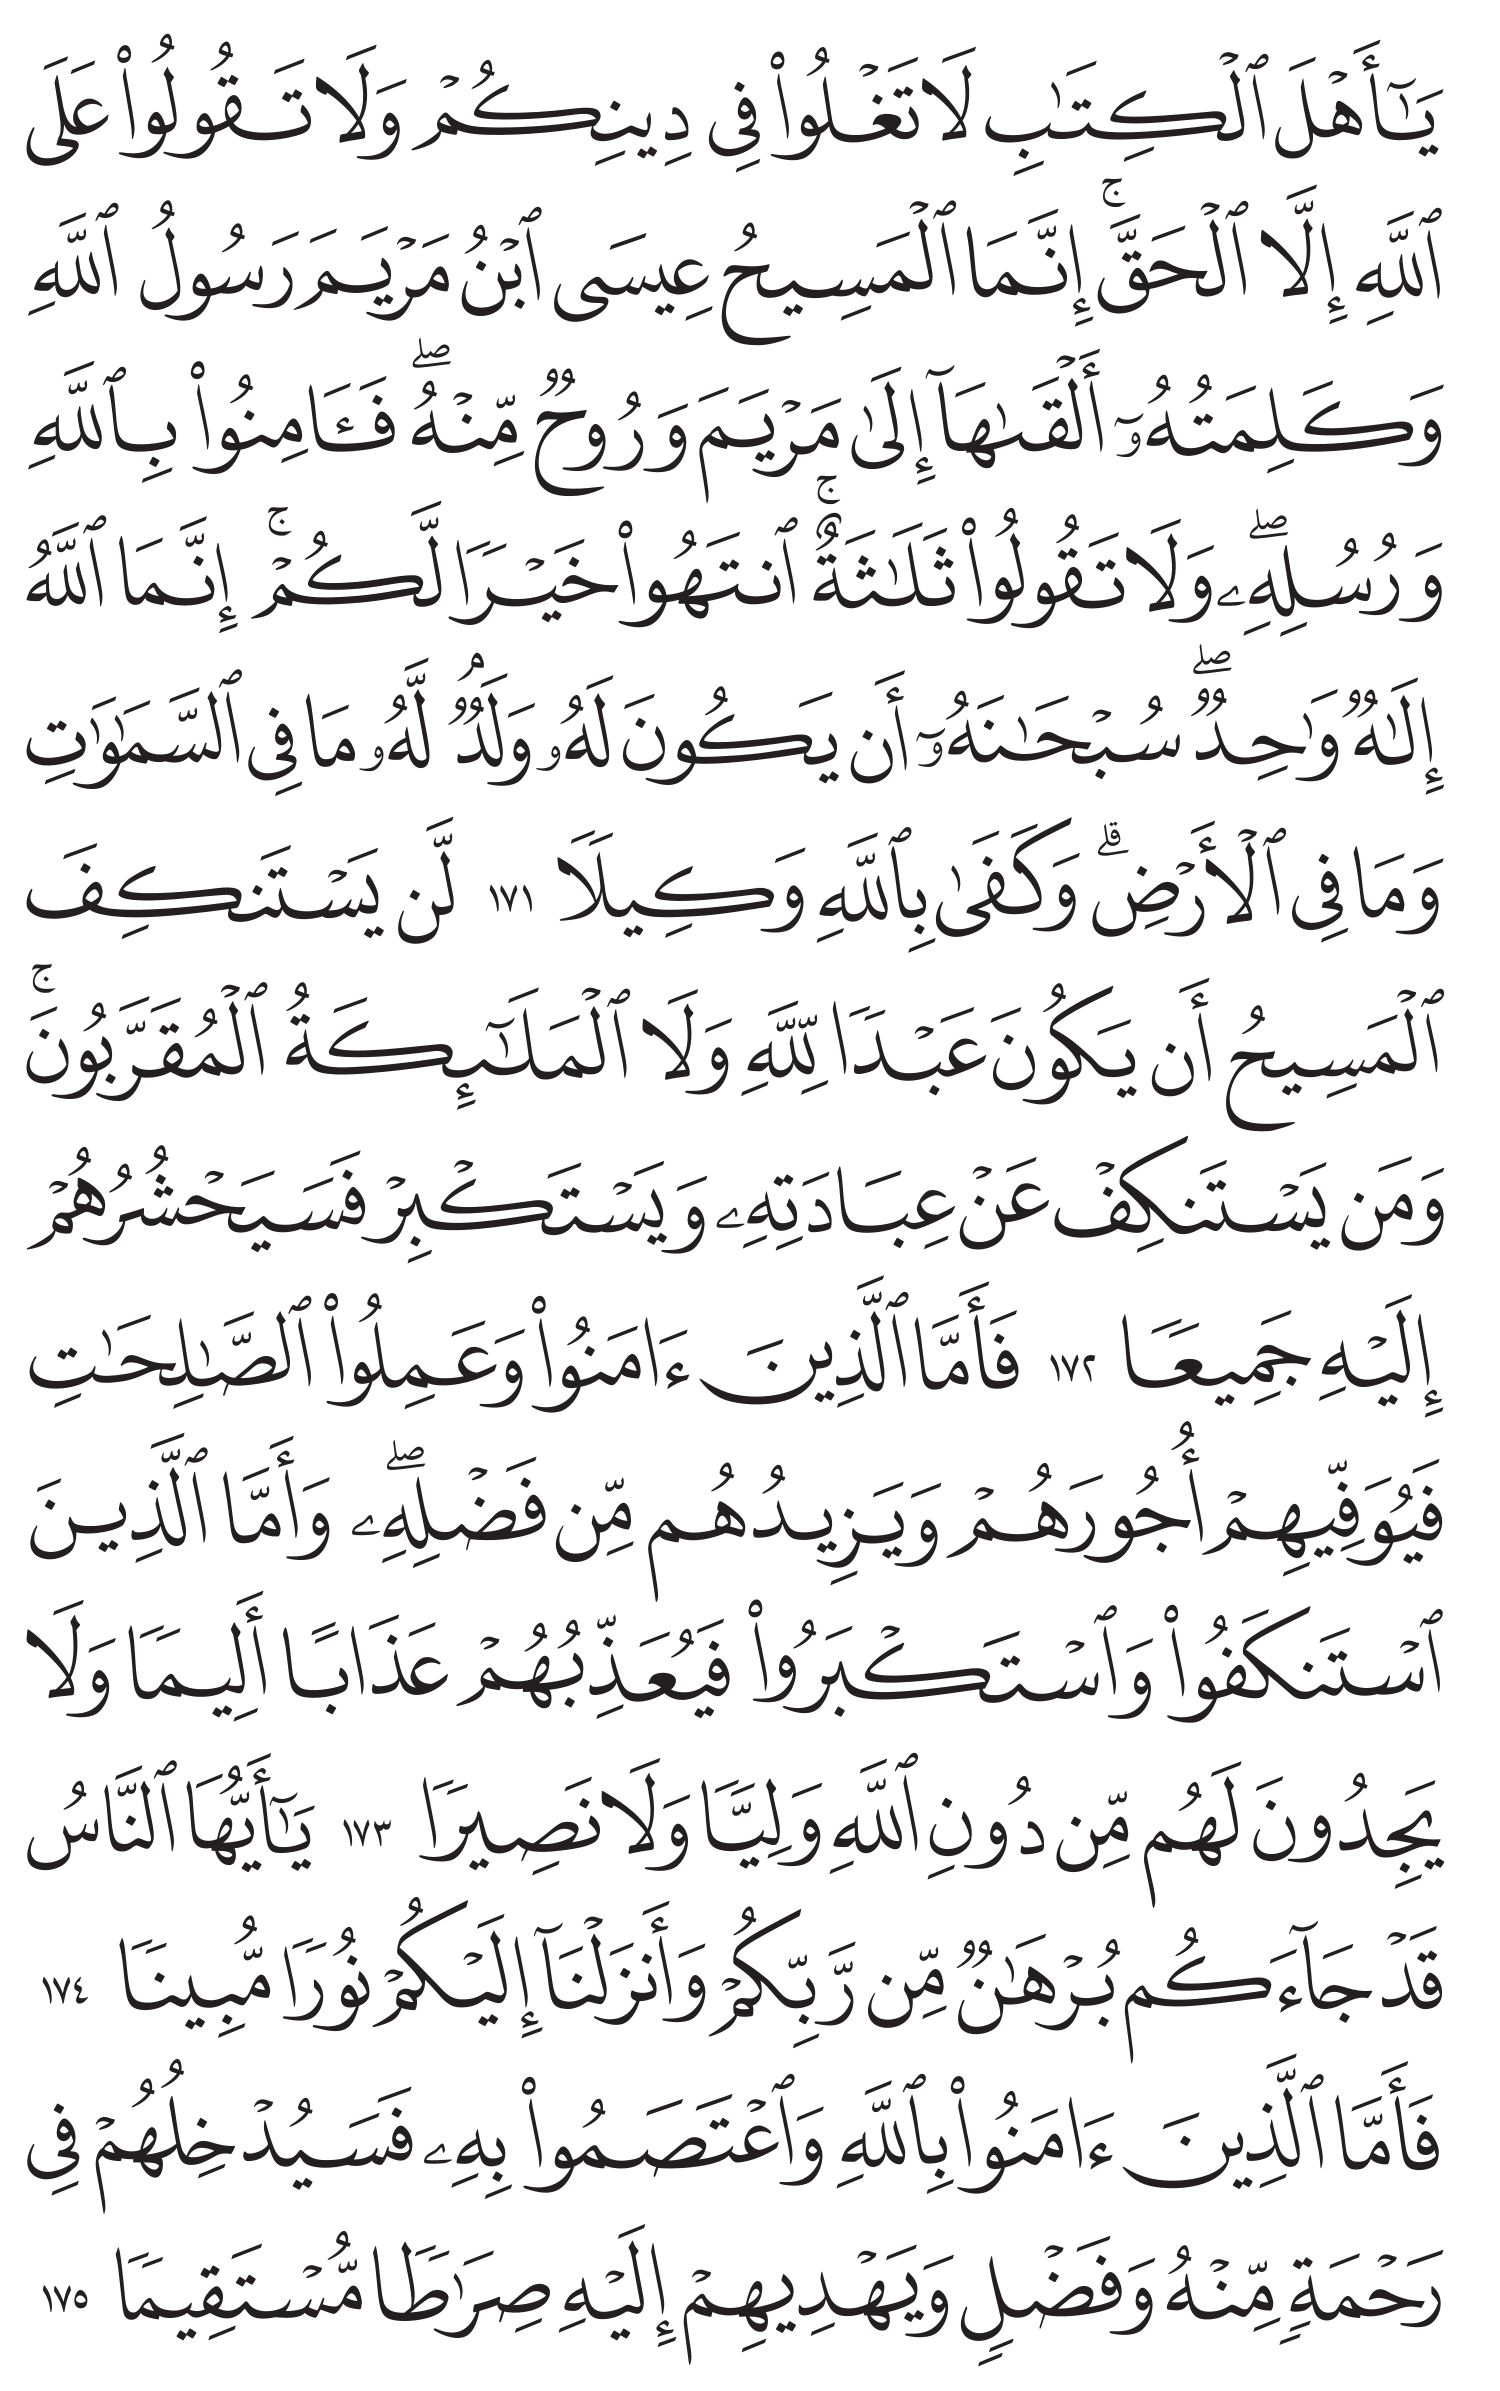 يَـٰٓأَهْلَ ٱلْكِتَـٰبِ لَا تَغْلُوا۟ فِى دِينِكُمْ وَلَا تَقُولُوا۟ عَلَى
ٱللَّهِ إِلَّا ٱلْحَقَّ ۚ إِنَّمَا ٱلْمَسِيحُ عِيسَى ٱبْنُ مَرْيَمَ رَسُولُ ٱللَّهِ
وَكَلِمَتُهُۥٓ أَلْقَىٰهَآ إِلَىٰ مَرْيَمَ وَرُوحٌ مِّنْهُ ۖ فَـَٔامِنُوا۟ بِٱللَّهِ
وَرُسُلِهِۦ ۖ وَلَا تَقُولُوا۟ ثَلَـٰثَةٌ ۚ ٱنتَهُوا۟ خَيْرًا لَّكُمْ ۚ إِنَّمَا ٱللَّهُ
إِلَـٰهٌ وَٰحِدٌ ۖ سُبْحَـٰنَهُۥٓ أَن يَكُونَ لَهُۥ وَلَدٌ ۘ لَّهُۥ مَا فِى ٱلسَّمَـٰوَٰتِ
وَمَا فِى ٱلْأَرْضِ ۗ وَكَفَىٰ بِٱللَّهِ وَكِيلًا ١٧١ لَّن يَسْتَنكِفَ
ٱلْمَسِيحُ أَن يَكُونَ عَبْدًا لِّلَّهِ وَلَا ٱلْمَلَـٰٓئِكَةُ ٱلْمُقَرَّبُونَ ۚ
وَمَن يَسْتَنكِفْ عَنْ عِبَادَتِهِۦ وَيَسْتَكْبِرْ فَسَيَحْشُرُهُمْ
إِلَيْهِ جَمِيعًا ١٧٢ فَأَمَّا ٱلَّذِينَ ءَامَنُوا۟ وَعَمِلُوا۟ ٱلصَّـٰلِحَـٰتِ
فَيُوَفِّيهِمْ أُجُورَهُمْ وَيَزِيدُهُم مِّن فَضْلِهِۦ ۖ وَأَمَّا ٱلَّذِينَ
ٱسْتَنكَفُوا۟ وَٱسْتَكْبَرُوا۟ فَيُعَذِّبُهُمْ عَذَابًا أَلِيمًا وَلَا
يَجِدُونَ لَهُم مِّن دُونِ ٱللَّهِ وَلِيًّا وَلَا نَصِيرًا ١٧٣ يَـٰٓأَيُّهَا ٱلنَّاسُ
قَدْ جَآءَكُم بُرْهَـٰنٌ مِّن رَّبِّكُمْ وَأَنزَلْنَآ إِلَيْكُمْ نُورًا مُّبِينًا ١٧٤
فَأَمَّا ٱلَّذِينَ ءَامَنُوا۟ بِٱللَّهِ وَٱعْتَصَمُوا۟ بِهِۦ فَسَيُدْخِلُهُمْ فِى
رَحْمَةٍ مِّنْهُ وَفَضْلٍ وَيَهْدِيهِمْ إِلَيْهِ صِرَٰطًا مُّسْتَقِيمًا ١٧٥